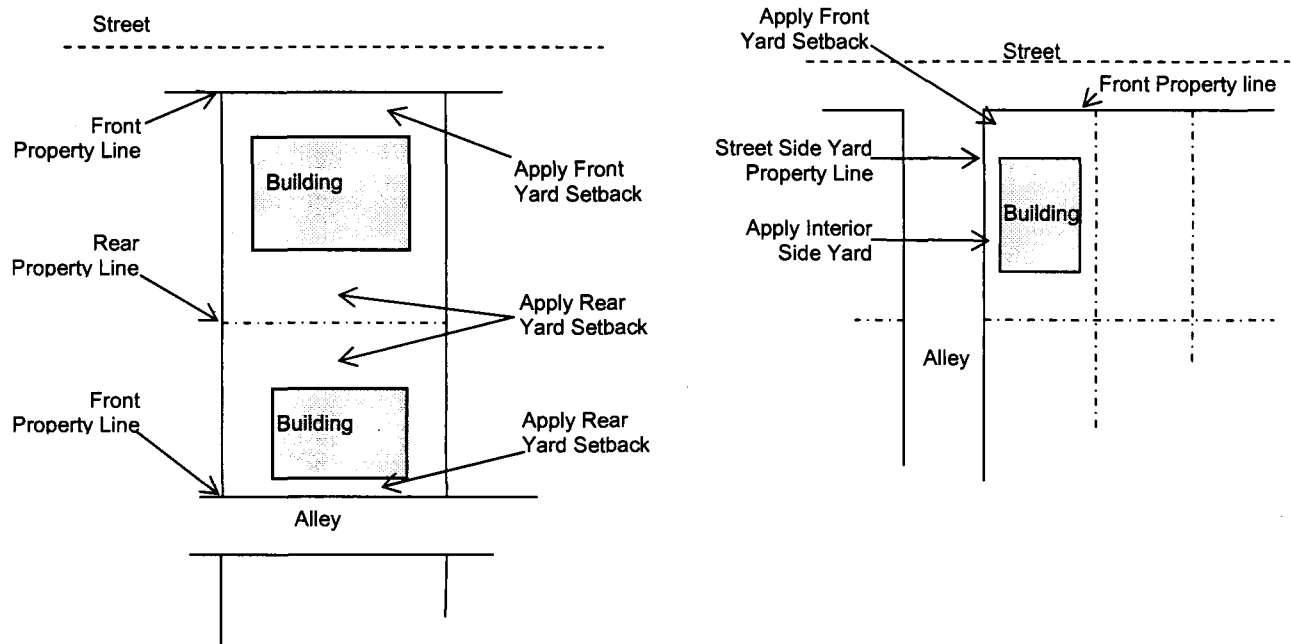 Street
Front
Property Line
Building
Apply Front
Yard Setback
Rear
Property Line
Apply Rear
Yard Setback
Front
Property Line
Building
Apply Rear
Yard Setback
Alley
Apply Front
Yard Setback
Street
Front Property line
Street Side Yard
Property Line
Building
Apply Interior
Side Yard
Alley